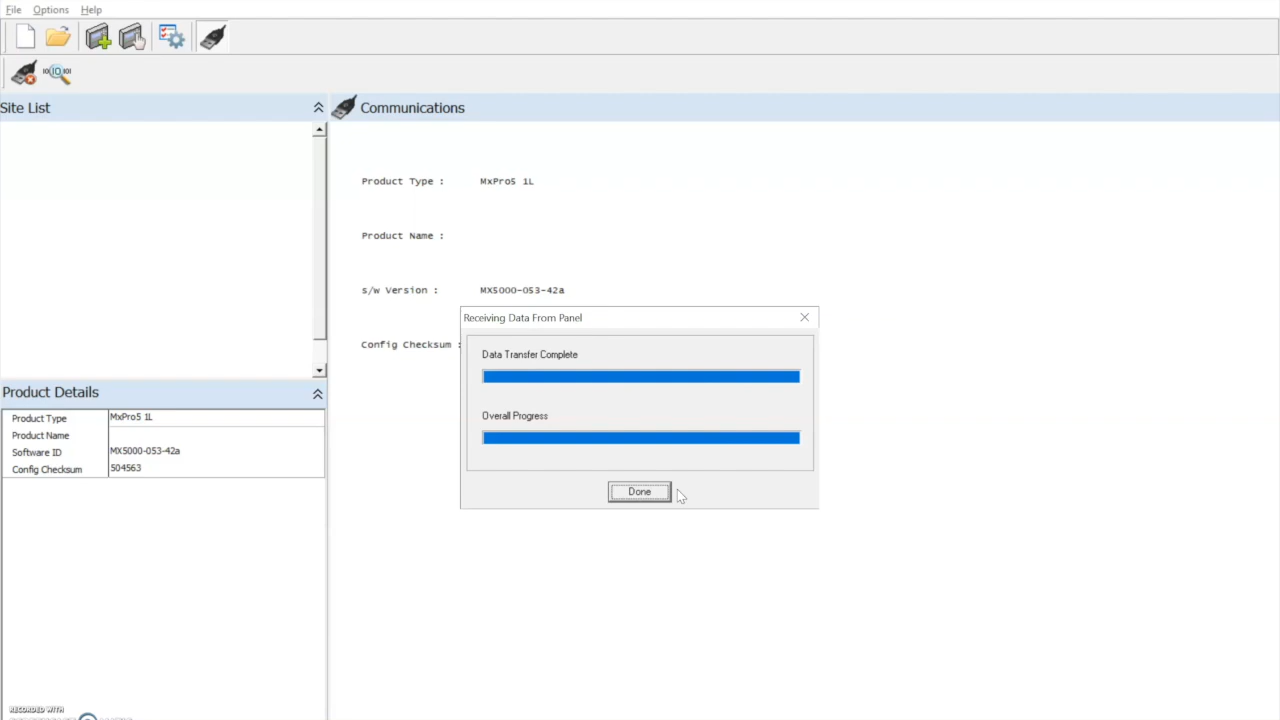 File Options Help
IO IOI
Site List
Communications
Product Type : MxPro5 1L
Product Name :
s/w Version : MX5000-053-42a
Receiving Data From Panel
Config Checksum :
Data Transfer Complete
Overall Progress
Done
Product Details
Product Type MxPro5 1L
Product Name
Software ID MX5000-053-42a
Config Checksum 504563
RECORDED WITH